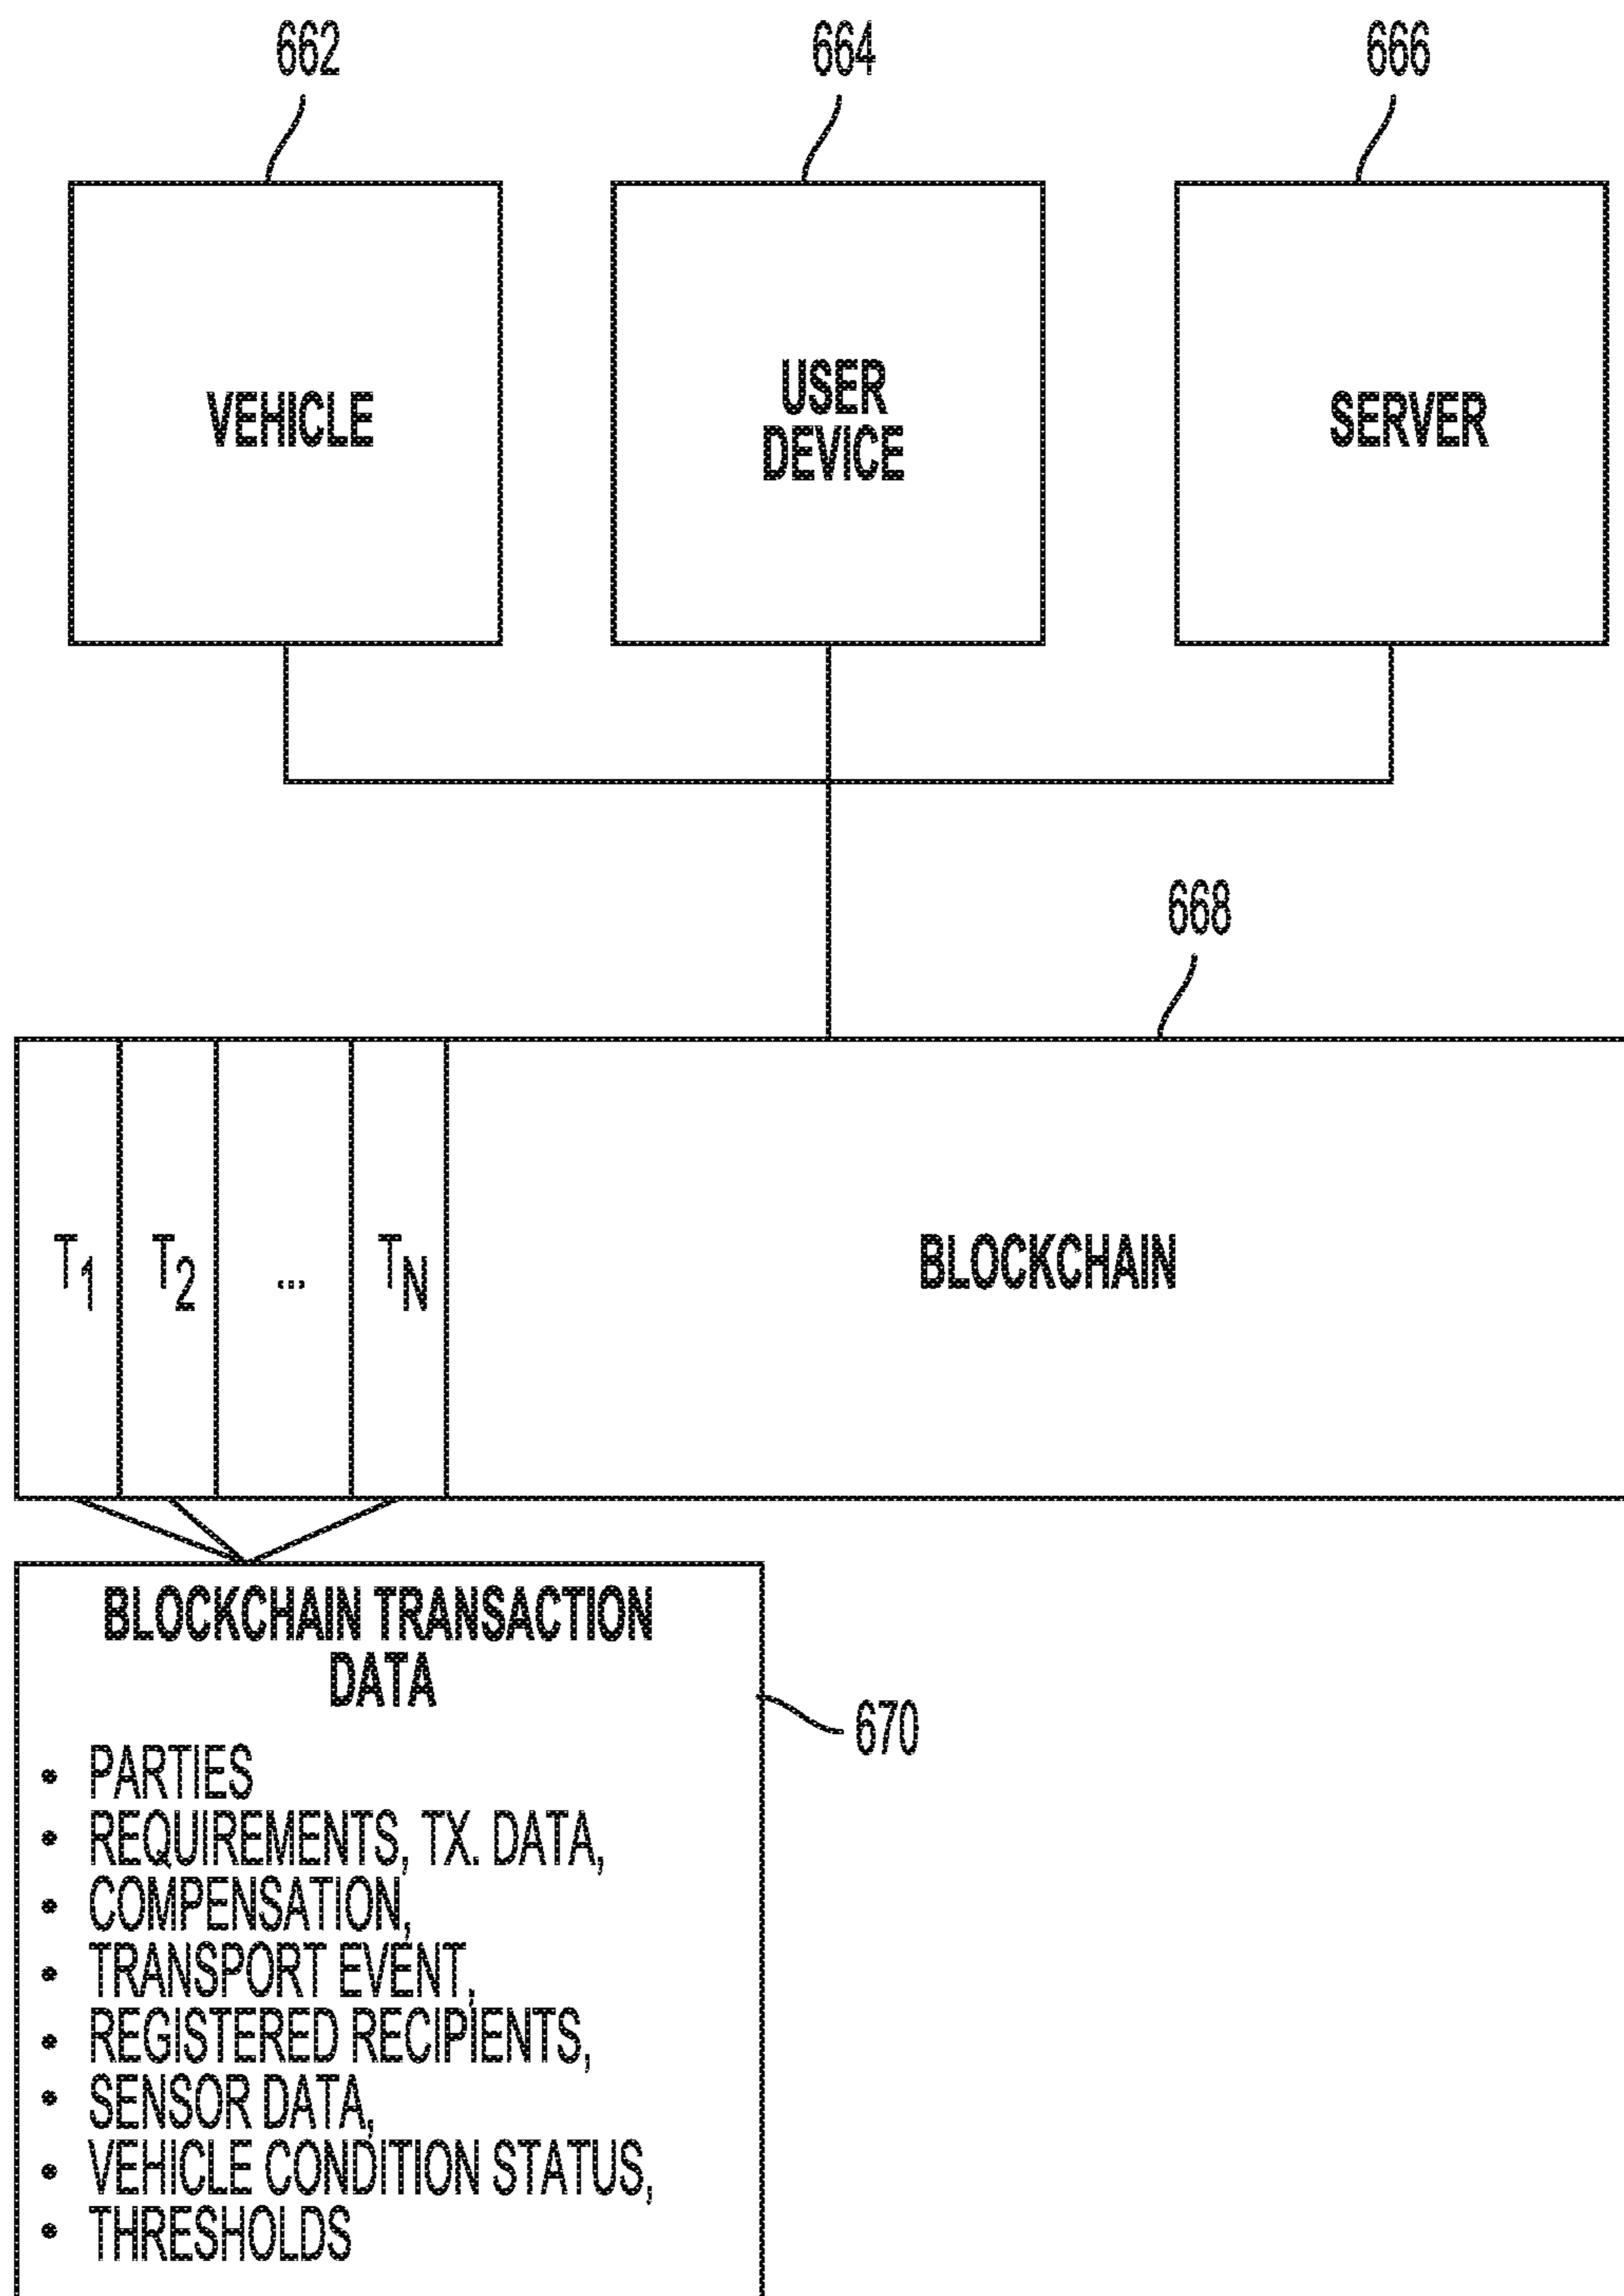 662
664
666
VEHICLE
USER
DEVICE
SERVER
668
T1
T2
...
TN
BLOCKCHAIN
BLOCKCHAIN TRANSACTION
DATA
670
• PARTIES
• REQUIREMENTS, TX. DATA,
• COMPENSATION,
• TRANSPORT EVENT,
• REGISTERED RECIPIENTS,
• SENSOR DATA,
• VEHICLE CONDITION STATUS,
• THRESHOLDS